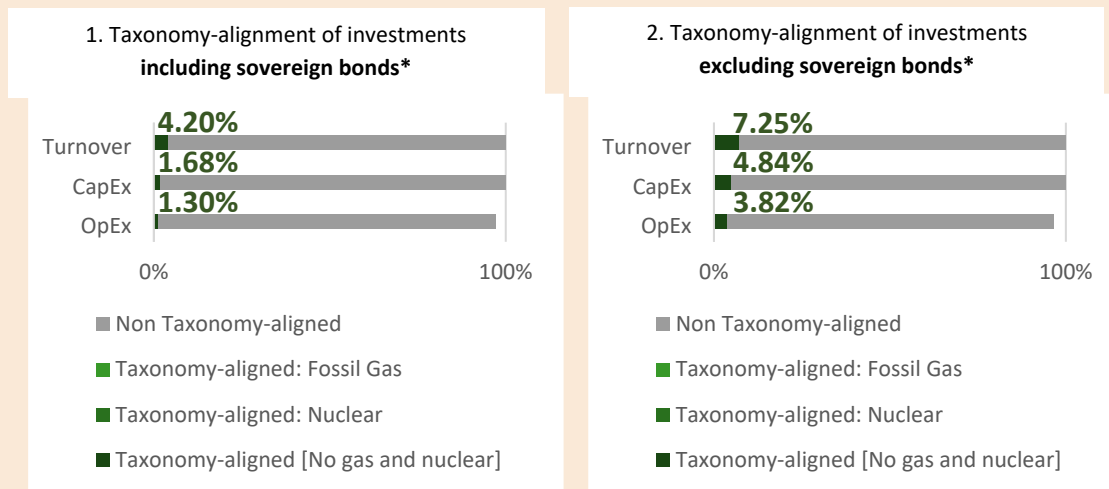 1. Taxonomy-alignment of investments
including sovereign bonds*
4.20%
Turnover
1.68%
CapEx
1.30%
OpEx
0%
100%
Non Taxonomy-aligned
Taxonomy-aligned: Fossil Gas
Taxonomy-aligned: Nuclear
Taxonomy-aligned [No gas and nuclear]
2. Taxonomy-alignment of investments
excluding sovereign bonds*
7.25%
Turnover
4.84%
CapEx
3.82%
OpEx
0%
100%
Non Taxonomy-aligned
Taxonomy-aligned: Fossil Gas
Taxonomy-aligned: Nuclear
Taxonomy-aligned [No gas and nuclear]